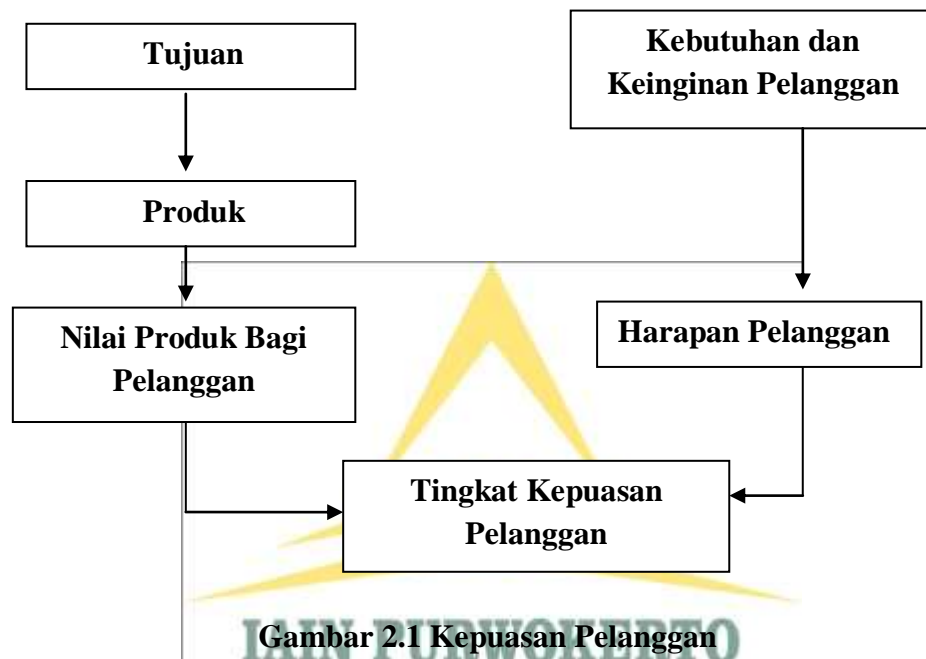 Tujuan
Kebutuhan dan
Keinginan Pelanggan
Produk
Nilai Produk Bagi
Pelanggan
Harapan Pelanggan
Tingkat Kepuasan
Pelanggan
Gambar 2.1 Kepuasan Pelanggan
IAIN PURWOKERTO